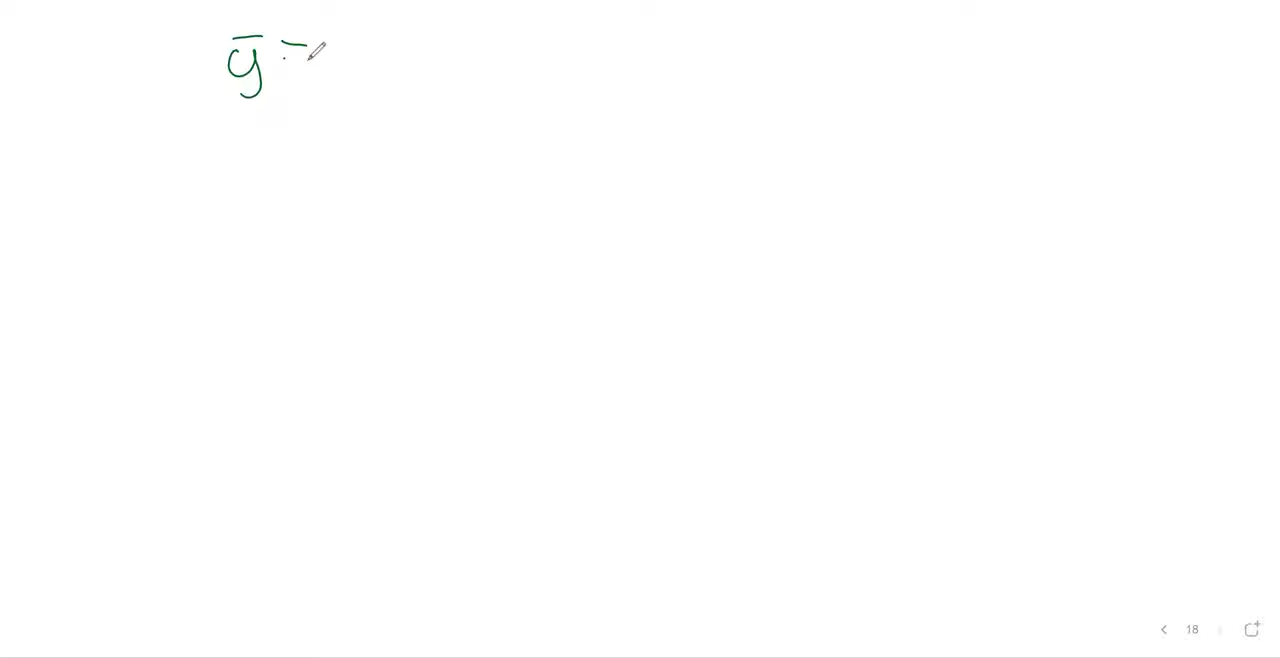 ȳ =
18